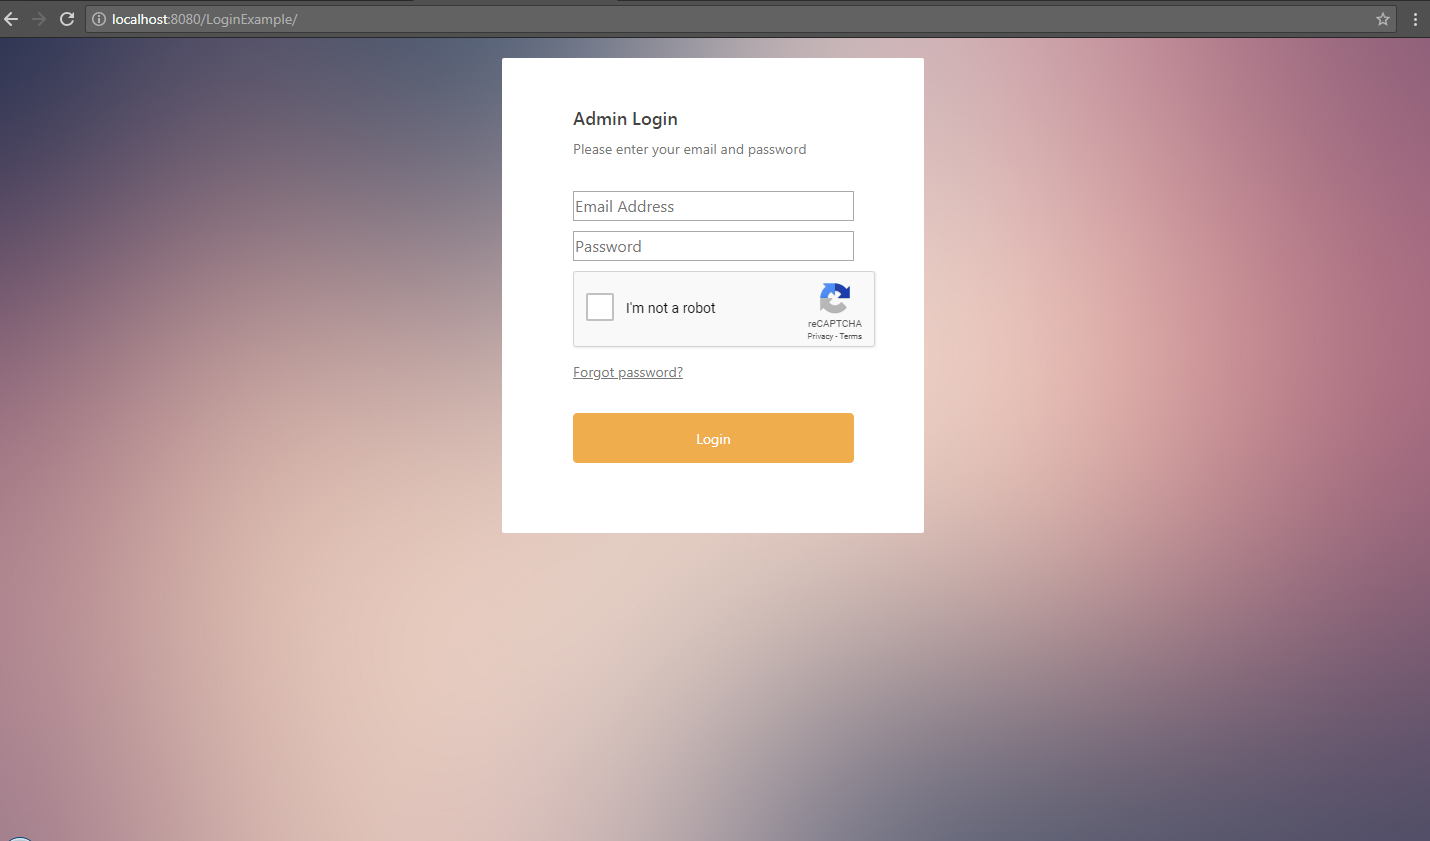 localhost:8080/LoginExample/
Admin Login
Please enter your email and password
Email Address
Password
I'm not a robot
reCAPTCHA
Privacy - Terms
Forgot password?
Login